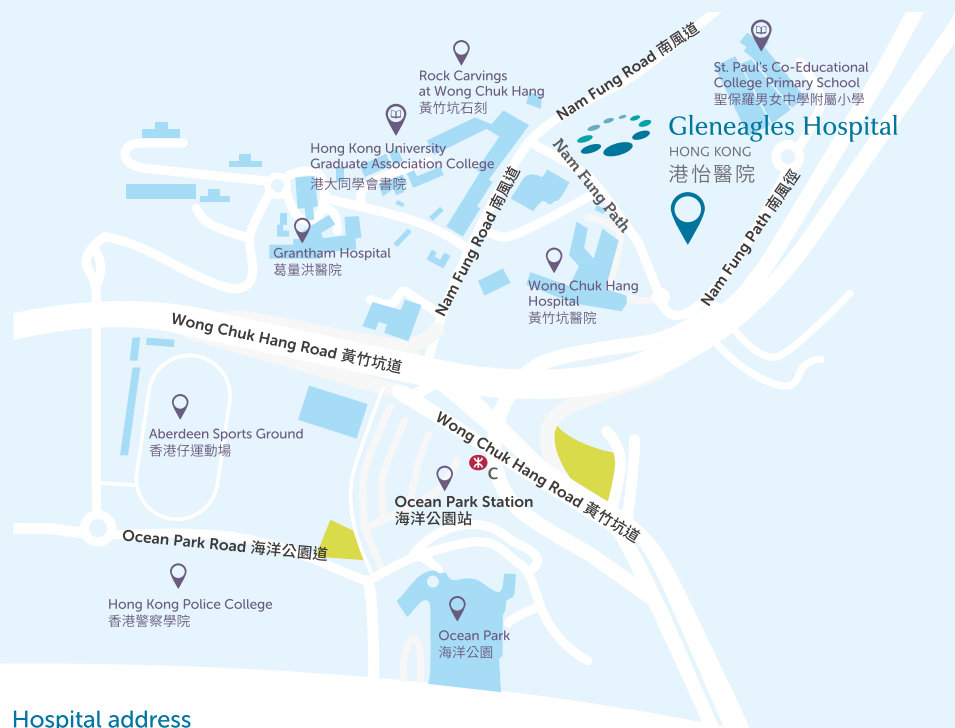 Nam Fung Road 南風道
Rock Carvings
at Wong Chuk Hang
黃竹坑石刻
St. Paul's Co-Educational
College Primary School
聖保羅男女中學附屬小學
Gleneagles Hospital
HONG KONG
港怡醫院
Hong Kong University
Graduate Association College
港大同學會書院
Nam Fung Path
Nam Fung Road 南風道
Nam Fung Path 南風徑
Grantham Hospital
葛量洪醫院
Wong Chuk Hang
Hospital
黃竹坑醫院
Wong Chuk Hang Road 黃竹坑道
Aberdeen Sports Ground
香港仔運動場
Wong Chuk Hang Road 黃竹坑道
C
Ocean Park Station
海洋公園站
Ocean Park Road 海洋公園道
Hong Kong Police College
香港警察學院
Ocean Park
海洋公園
Hospital address